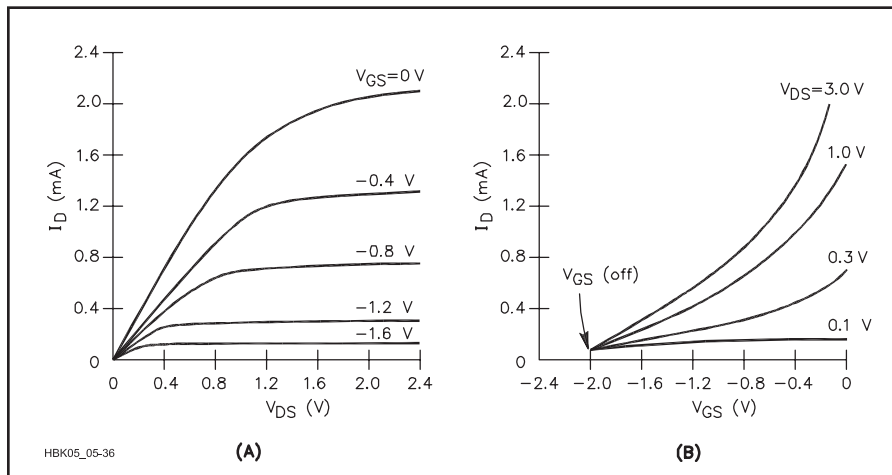 2.4
2.0
1.6
1.2
0.8
0.4
0
I_D (mA)
V_GS=0 V
−0.4 V
−0.8 V
−1.2 V
−1.6 V
0 0.4 0.8 1.2 1.6 2.0 2.4
V_DS (V)
(A)
2.4
2.0
1.6
1.2
0.8
0.4
0
I_D (mA)
V_DS=3.0 V
1.0 V
0.3 V
0.1 V
V_GS (off)
-2.4 -2.0 -1.6 -1.2 -0.8 -0.4 0
V_GS (V)
(B)
HBK05_05-36